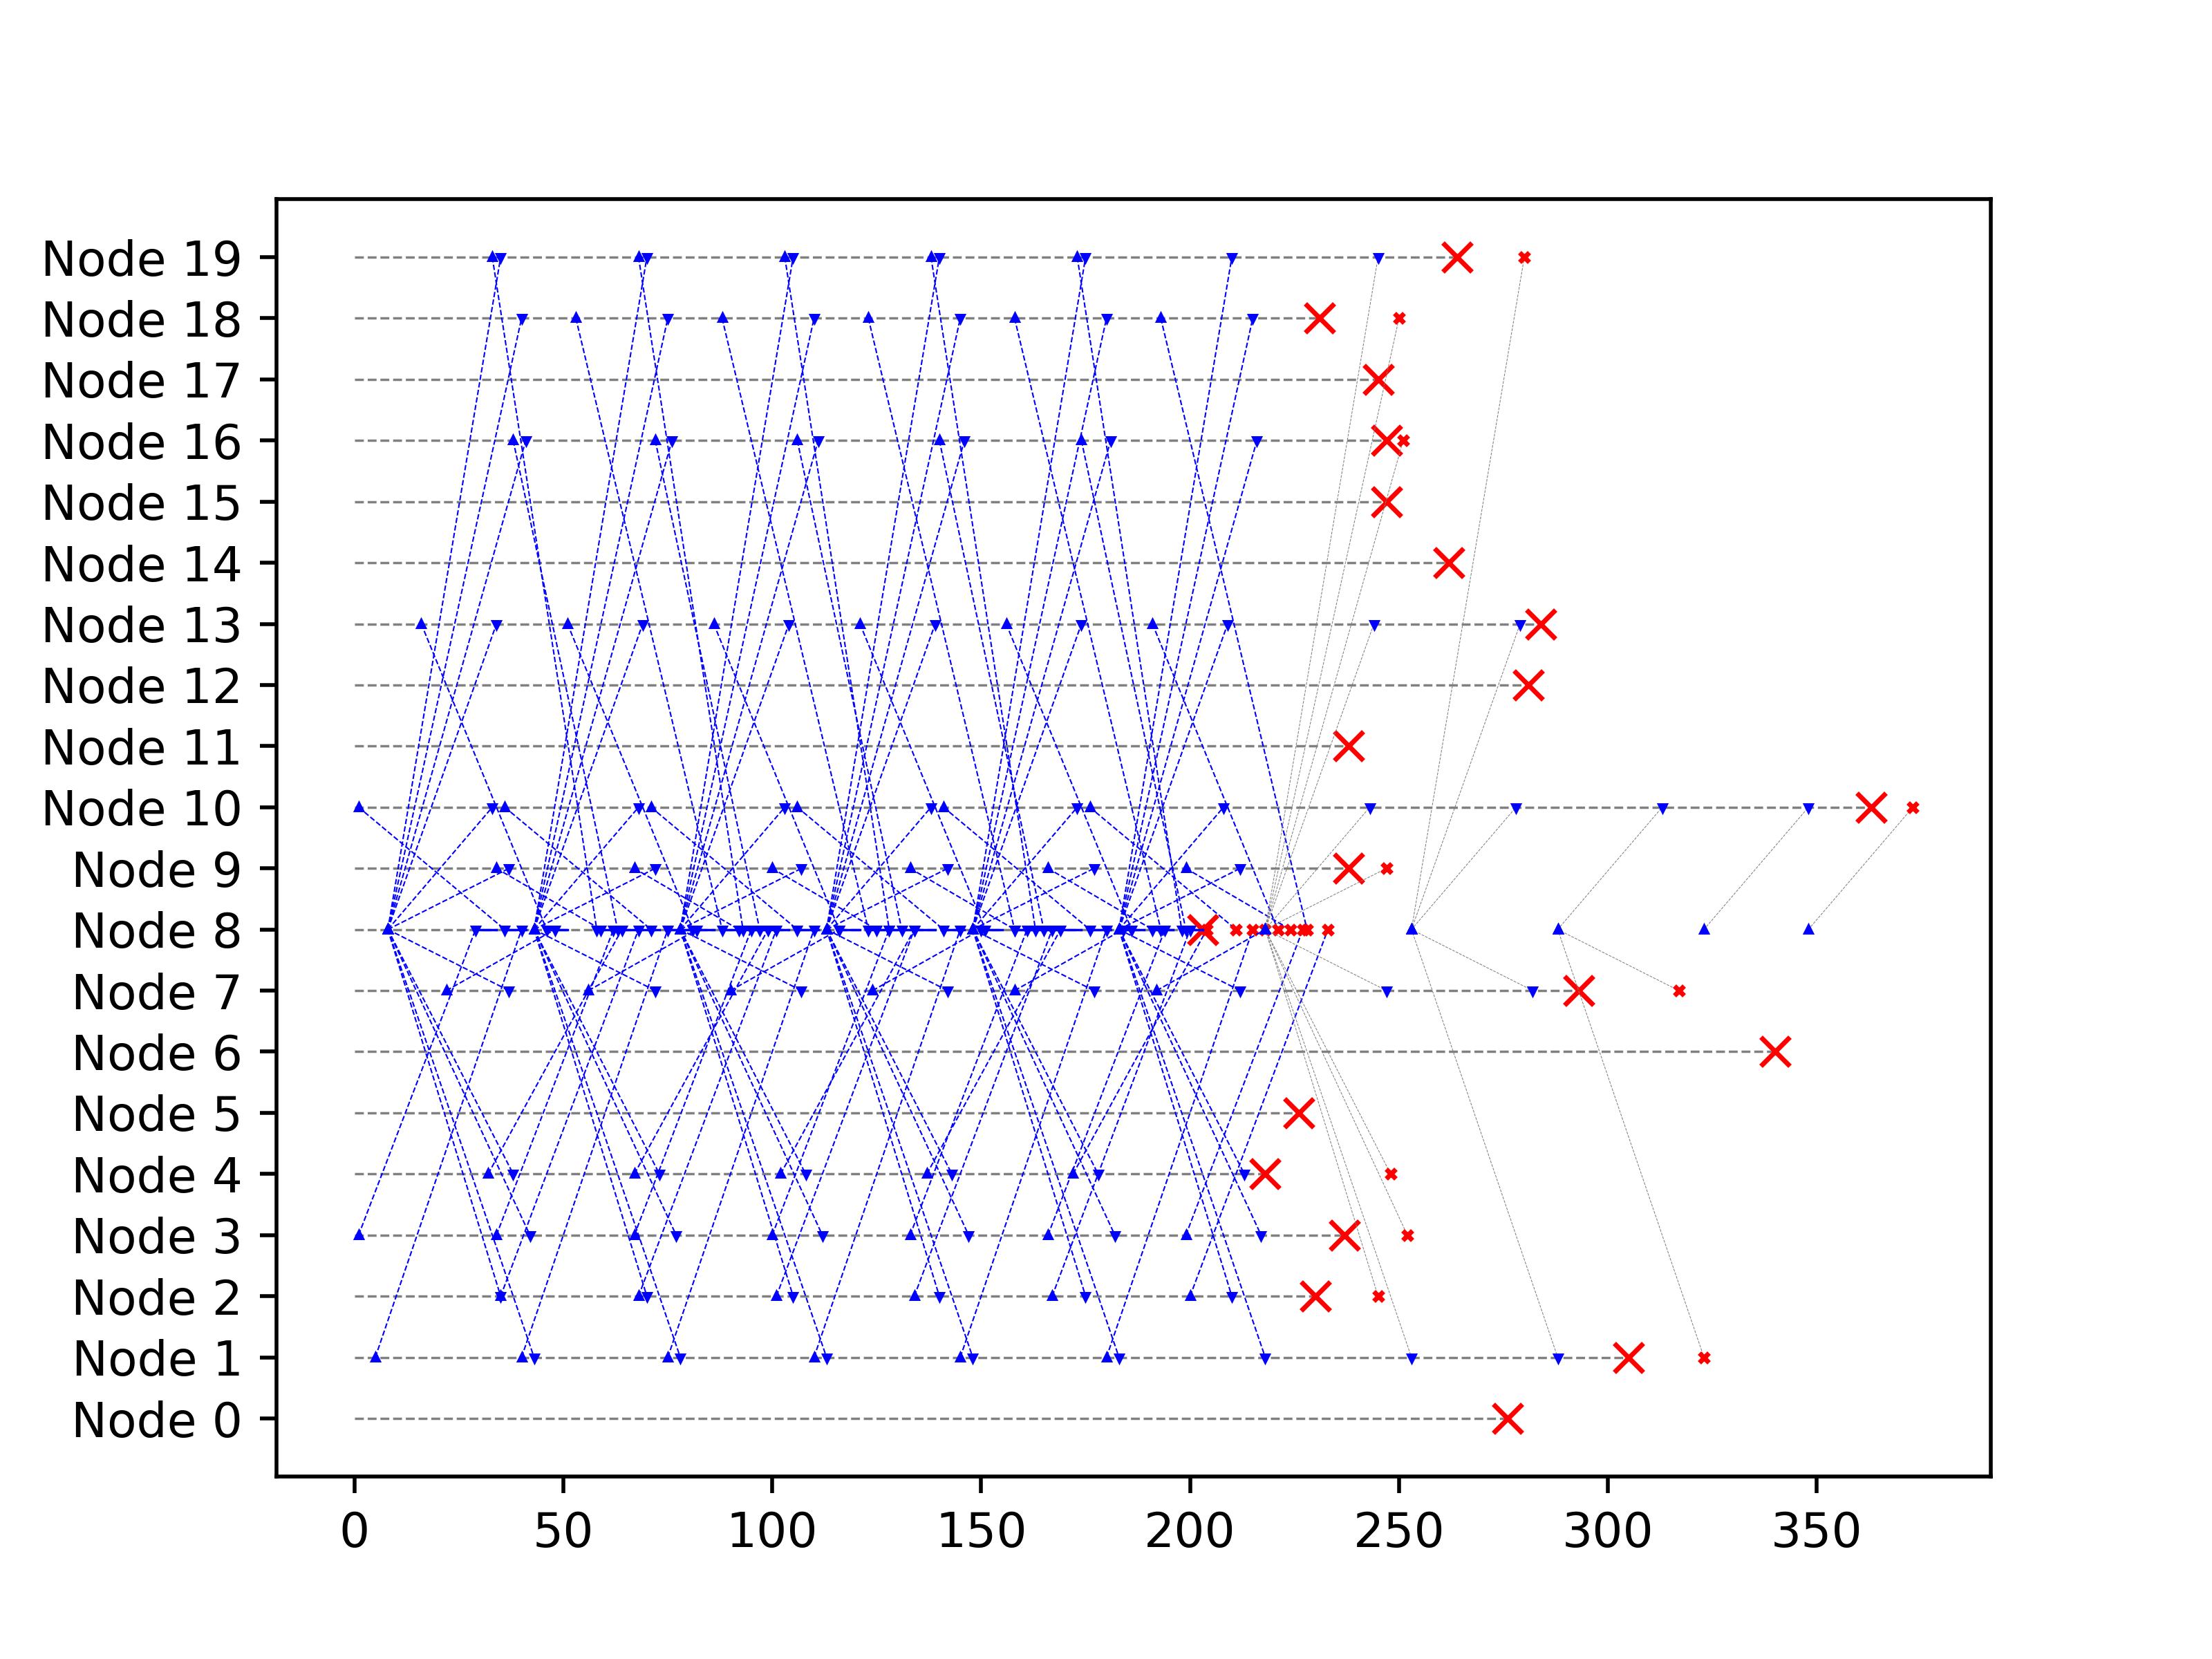 Node 19
Node 18
Node 17
Node 16
Node 15
Node 14
Node 13
Node 12
Node 11
Node 10
Node 9
Node 8
Node 7
Node 6
Node 5
Node 4
Node 3
Node 2
Node 1
Node 0
0 50 100 150 200 250 300 350